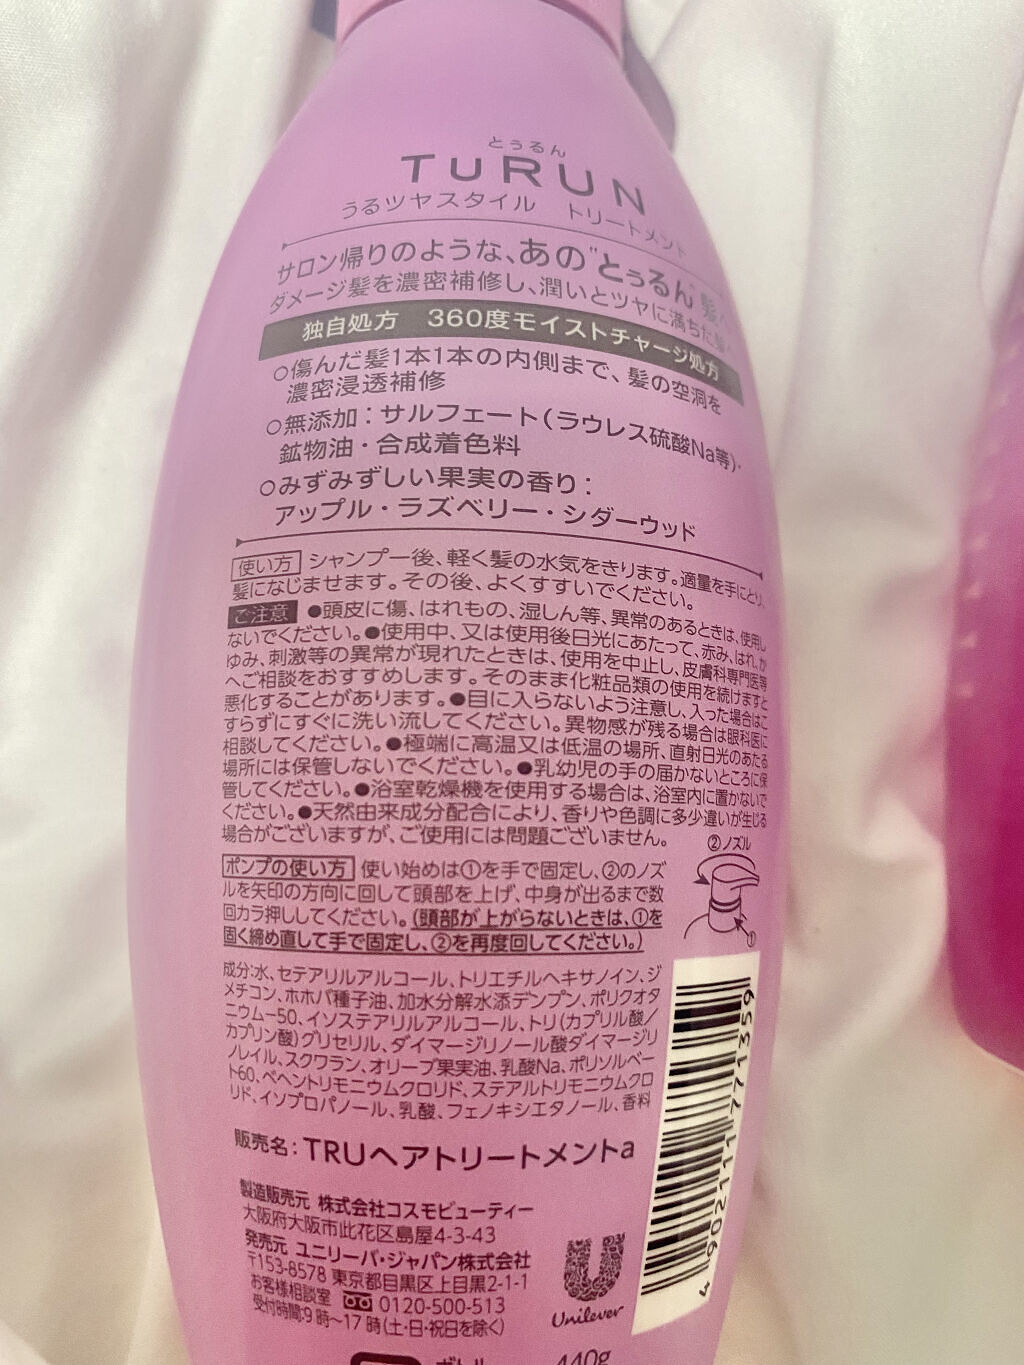 とぅるん
TURUN
うるツヤスタイル トリートメント
サロン帰りのような、あの"とぅるん 髪
ダメージ髪を濃密補修し、潤いとツヤに満ちた
独自処方 360度モイストチャージ処方
○傷んだ髪1本1本の内側まで、髪の空洞を
濃密浸透補修
○無添加：サルフェート(ラウレス硫酸Na等)・
鉱物油・合成着色料
○みずみずしい果実の香り：
アップル・ラズベリー・シダーウッド
使い方 シャンプー後、軽く髪の水気をきります。適量を手にとり、
髪になじませます。その後、よくすすいでください。
ご注意 ●頭皮に傷、はれもの、湿しん等、異常のあるときは、使用し
ないでください。●使用中、又は使用後日光にあたって、赤み、はれ、か
ゆみ、刺激等の異常が現れたときは、使用を中止し、皮膚科専門医等
へご相談をおすすめします。そのまま化粧品類の使用を続けますと
悪化することがあります。●目に入らないよう注意し、入った場合はこ
すらずにすぐに洗い流してください。異物感が残る場合は眼科医に
相談してください。●極端に高温又は低温の場所、直射日光のあたる
場所には保管しないでください。●乳幼児の手の届かないところに保
管してください。●浴室乾燥機を使用する場合は、浴室内に置かないで
ください。●天然由来成分配合により、香りや色調に多少違いが生じる
場合がございますが、ご使用には問題ございません。
②ノズル
ポンプの使い方 使い始めは①を手で固定し、②のノズ
ルを矢印の方向に回して頭部を上げ、中身が出るまで数
回カラ押ししてください。(頭部が上がらないときは、①を
固く締め直して手で固定し、②を再度回してください。)
①
成分:水、セテアリルアルコール、トリエチルヘキサノイン、ジ
メチコン、ホホバ種子油、加水分解水添デンプン、ポリクオタ
ニウム-50、イソステアリルアルコール、トリ(カプリル酸/
カプリン酸)グリセリル、ダイマージリノール酸ダイマージリ
ノレイル、スクワラン、オリーブ果実油、乳酸Na、ポリソルベー
ト60、ベヘントリモニウムクロリド、ステアルトリモニウムクロ
リド、イソプロパノール、乳酸、フェノキシエタノール、香料
販売名：TRUヘアトリートメントa
製造販売元 株式会社コスモビューティー
大阪府大阪市此花区島屋4-3-43
発売元 ユニリーバ・ジャパン株式会社
〒153-8578 東京都目黒区上目黒2-1-1
お客様相談室 0120-500-513
受付時間:9時～17時(土・日・祝日を除く)
Unilever
4 902111 771359
ボトル
440g